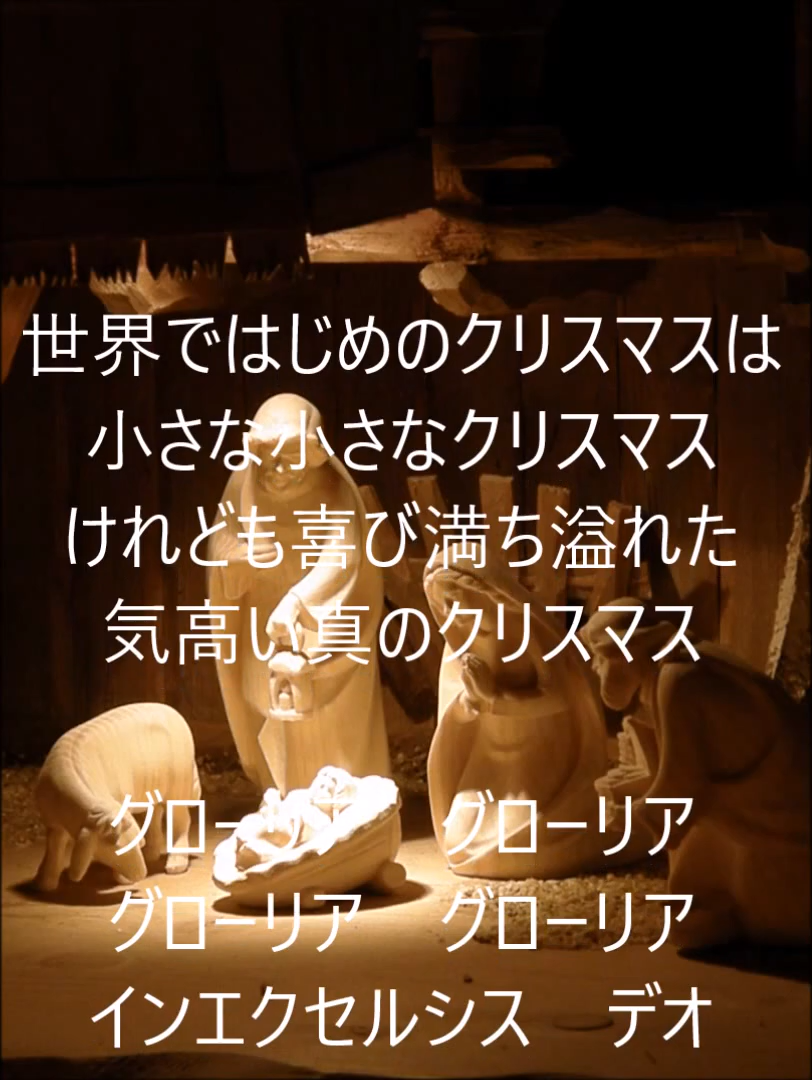 世界ではじめのクリスマスは
小さな小さなクリスマス
けれども喜び満ち溢れた
気高い真のクリスマス
グローリア　グローリア
グローリア　グローリア
インエクセルシス　デオ